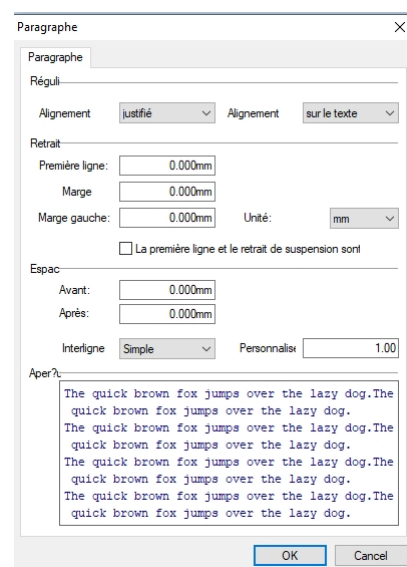 Paragraphe
Paragraphe
Réguli
Alignement justifié Alignement sur le texte
Retrait
Première ligne: 0.000mm
Marge 0.000mm
Marge gauche: 0.000mm Unité: mm
La première ligne et le retrait de suspension sont
Espac
Avant: 0.000mm
Après: 0.000mm
Interligne Simple Personnalise 1.00
Aper?u
The quick brown fox jumps over the lazy dog.The
quick brown fox jumps over the lazy dog.
The quick brown fox jumps over the lazy dog.The
quick brown fox jumps over the lazy dog.
The quick brown fox jumps over the lazy dog.The
quick brown fox jumps over the lazy dog.
The quick brown fox jumps over the lazy dog.The
quick brown fox jumps over the lazy dog.
OK Cancel